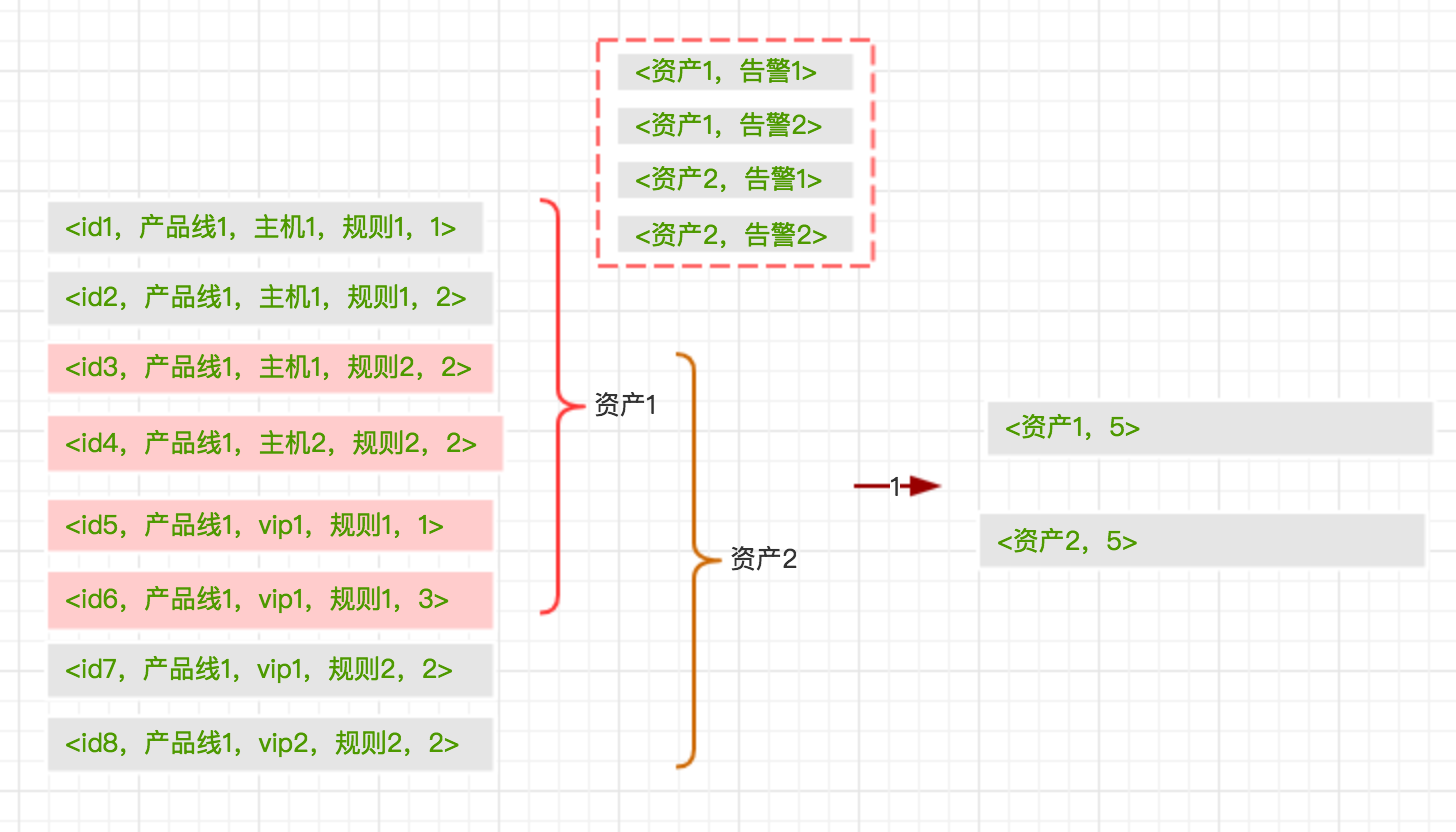 <资产1，告警1>
<资产1，告警2>
<资产2，告警1>
<资产2，告警2>
<id1，产品线1，主机1，规则1，1>
<id2，产品线1，主机1，规则1，2>
<id3，产品线1，主机1，规则2，2>
<id4，产品线1，主机2，规则2，2>
<id5，产品线1，vip1，规则1，1>
<id6，产品线1，vip1，规则1，3>
<id7，产品线1，vip1，规则2，2>
<id8，产品线1，vip2，规则2，2>
资产1
资产2
1
<资产1，5>
<资产2，5>